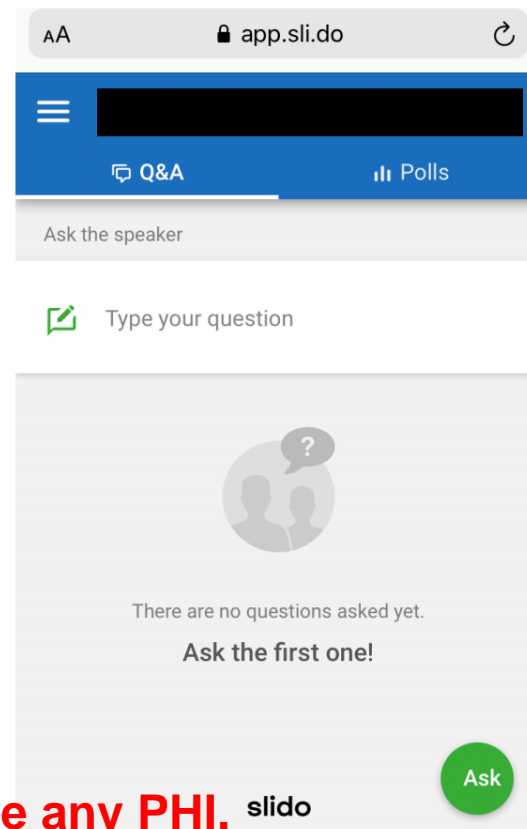 AA app.sli.do
Q&A Polls
Ask the speaker
Type your question
?
There are no questions asked yet.
Ask the first one!
Ask
any PHI. slido